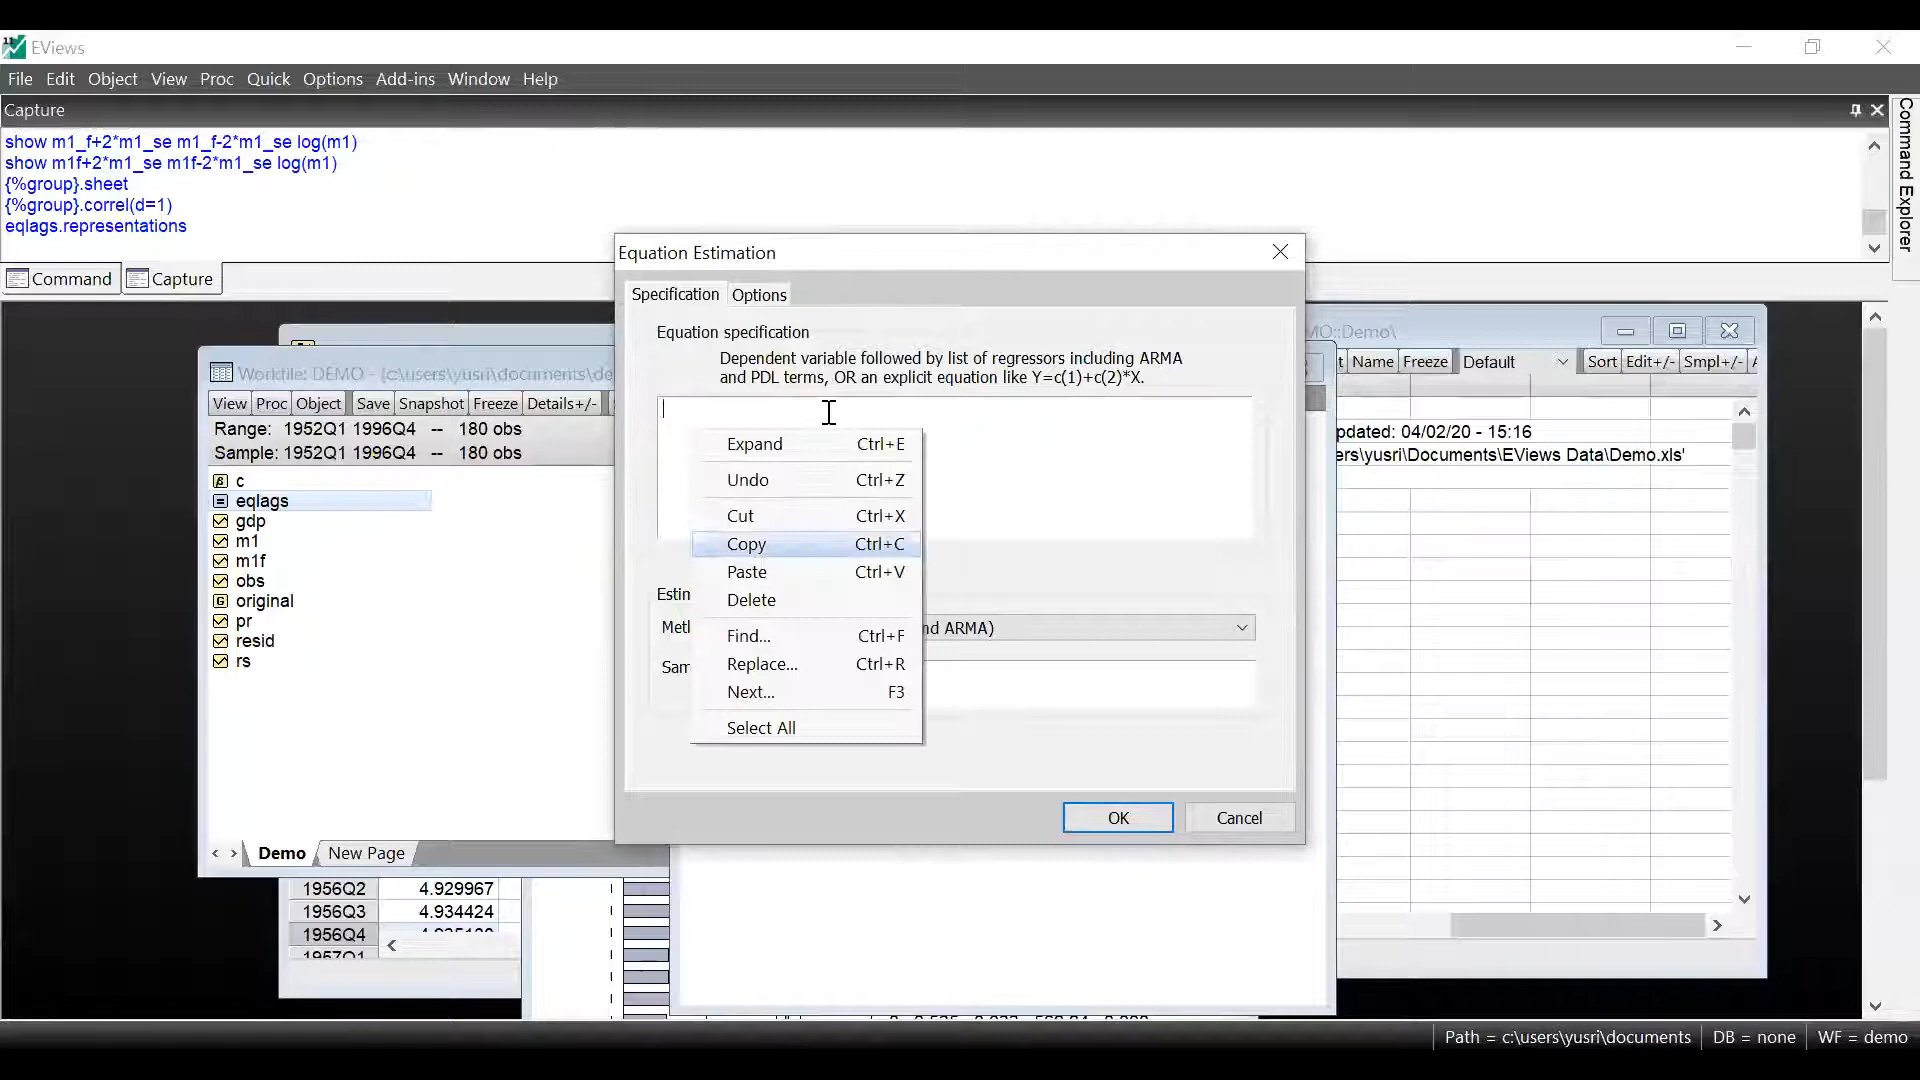 EViews
File Edit Object View Proc Quick Options Add-ins Window Help
Capture
show m1_f+2*m1_se m1_f-2*m1_se log(m1)
show m1f+2*m1_se m1f-2*m1_se log(m1)
{%group}.sheet
{%group}.correl(d=1)
eqlags.representations
Command Capture
Command Explorer
Equation Estimation
Specification Options
Equation specification
Dependent variable followed by list of regressors including ARMA
and PDL terms, OR an explicit equation like Y=c(1)+c(2)*X.
Expand Ctrl+E
Undo Ctrl+Z
Cut Ctrl+X
Copy Ctrl+C
Paste Ctrl+V
Delete
Find... Ctrl+F
Replace... Ctrl+R
Next... F3
Select All
Estin
Metl nd ARMA)
Sam
OK Cancel
Workfile: DEMO - (c:\users\yusri\documents\de
View Proc Object Save Snapshot Freeze Details+/-
Range: 1952Q1 1996Q4 -- 180 obs
Sample: 1952Q1 1996Q4 -- 180 obs
c
eqlags
gdp
m1
m1f
obs
original
pr
resid
rs
Demo New Page
1956Q2 4.929967
1956Q3 4.934424
1956Q4
1957Q1
MO::Demo\
t Name Freeze Default Sort Edit+/- Smpl+/-
pdated: 04/02/20 - 15:16
ers\yusri\Documents\EViews Data\Demo.xls'
Path = c:\users\yusri\documents DB = none WF = demo